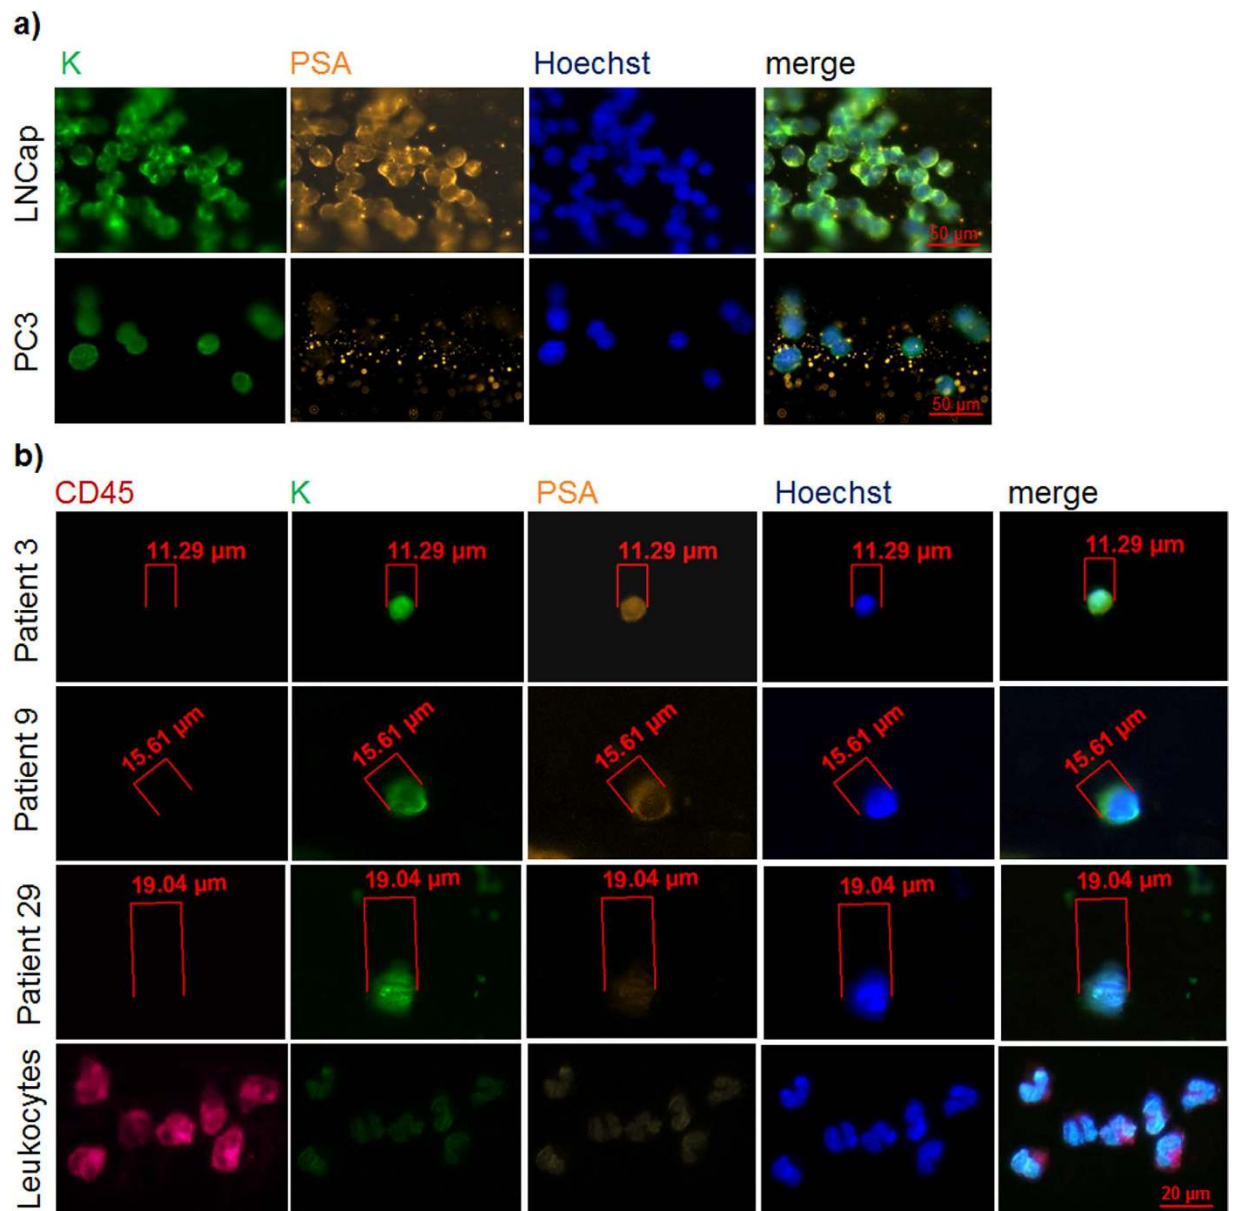 a)
K PSA Hoechst merge
LNCap
50 µm
PC3
50 µm
b)
CD45 K PSA Hoechst merge
Patient 3
11.29 µm 11.29 µm 11.29 µm 11.29 µm 11.29 µm
Patient 9
15.61 µm 15.61 µm 15.61 µm 15.61 µm 15.61 µm
Patient 29
19.04 µm 19.04 µm 19.04 µm 19.04 µm 19.04 µm
Leukocytes
20 µm